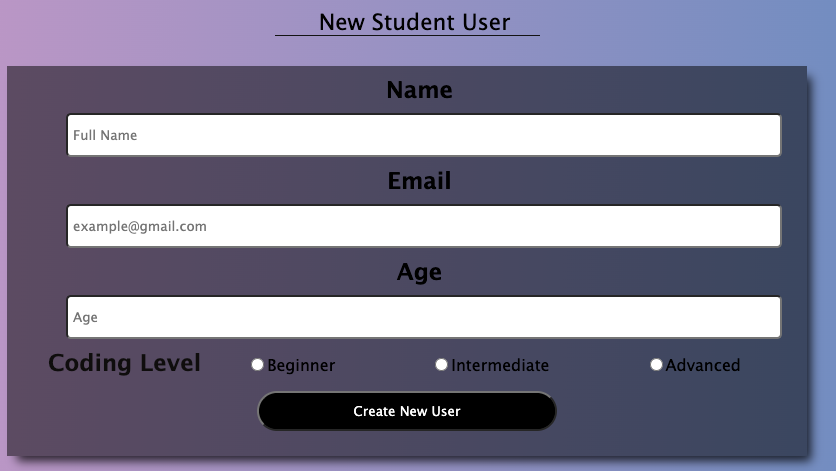 New Student User
Name
Full Name
Email
example@gmail.com
Age
Age
Coding Level Beginner Intermediate Advanced
Create New User